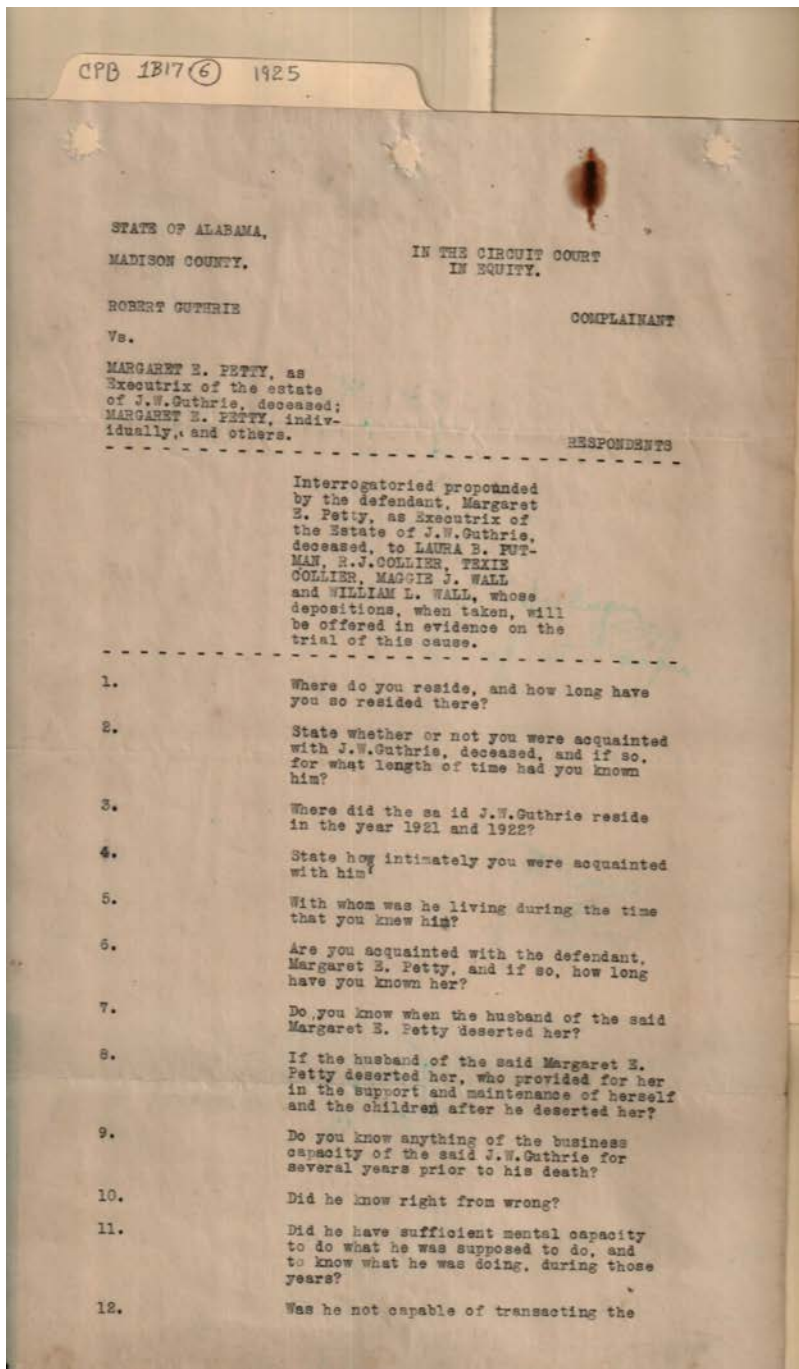 CPB 1B17 6 1925
STATE OF ALABAMA,
MADISON COUNTY.
IN THE CIRCUIT COURT
IN EQUITY.
ROBERT GUTHRIE
COMPLAINANT
Vs.
MARGARET E. PETTY, as
Executrix of the estate
of J.W.Guthrie, deceased;
MARGARET E. PETTY, indiv-
idually, and others.
RESPONDENTS
Interrogatoried propounded
by the defendant, Margaret
E. Petty, as Executrix of
the Estate of J.W.Guthrie,
deceased, to LAURA B. PUT-
MAN, R.J.COLLIER, TEXIE
COLLIER, MAGGIE J. WALL
and WILLIAM L. WALL, whose
depositions, when taken, will
be offered in evidence on the
trial of this cause.
1. Where do you reside, and how long have
you so resided there?
2. State whether or not you were acquainted
with J.W.Guthrie, deceased, and if so,
for what length of time had you known
him?
3. Where did the sa id J.W.Guthrie reside
in the year 1921 and 1922?
4. State how intimately you were acquainted
with him?
5. With whom was he living during the time
that you knew him?
6. Are you acquainted with the defendant,
Margaret E. Petty, and if so, how long
have you known her?
7. Do you know when the husband of the said
Margaret E. Petty deserted her?
8. If the husband of the said Margaret E.
Petty deserted her, who provided for her
in the support and maintenance of herself
and the children after he deserted her?
9. Do you know anything of the business
capacity of the said J.W.Guthrie for
several years prior to his death?
10. Did he know right from wrong?
11. Did he have sufficient mental capacity
to do what he was supposed to do, and
to know what he was doing, during those
years?
12. Was he not capable of transacting the